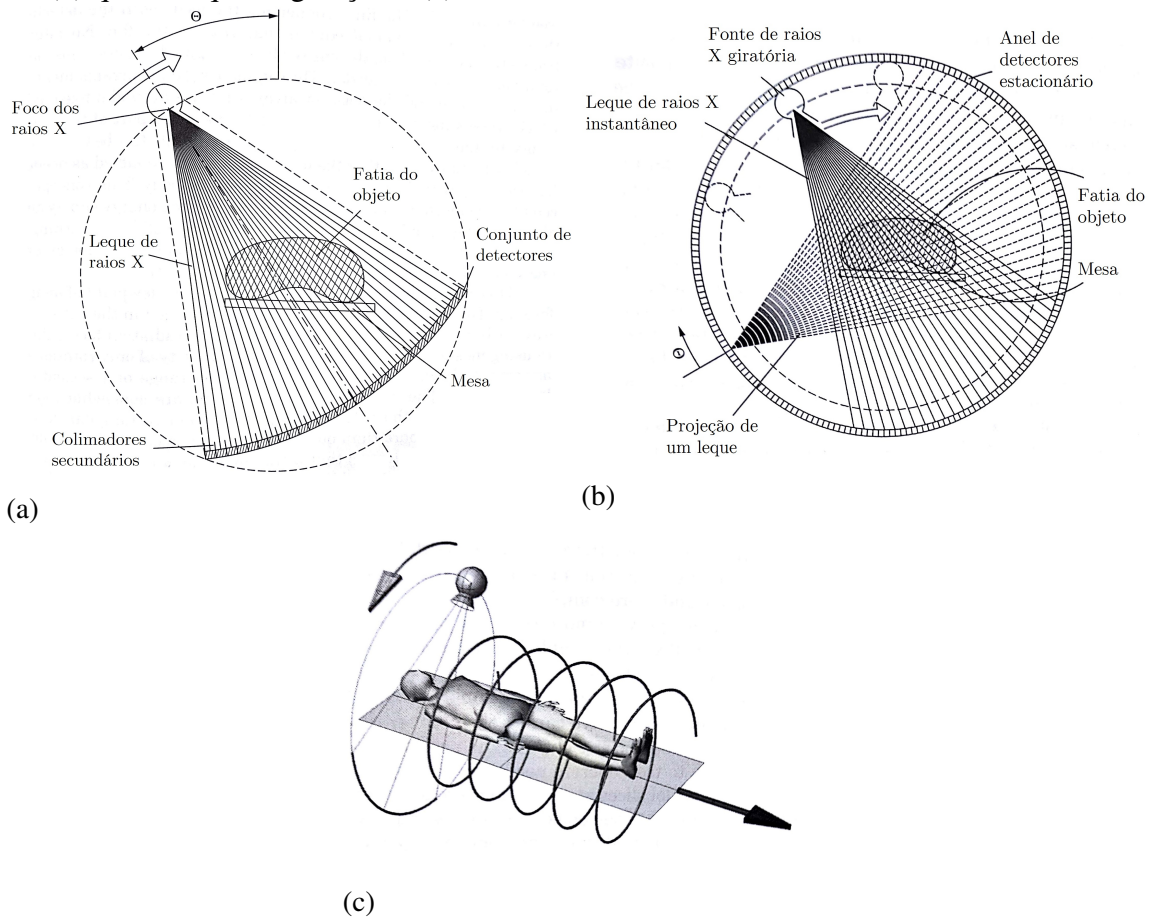 Θ
Foco dos
raios X
Fatia do
objeto
Leque de
raios X
Conjunto de
detectores
Mesa
Colimadores
secundários
(a)
Fonte de raios
X giratória
Anel de
detectores
estacionário
Leque de raios X
instantâneo
Fatia do
objeto
Mesa
Θ
Projeção de
um leque
(b)
(c)